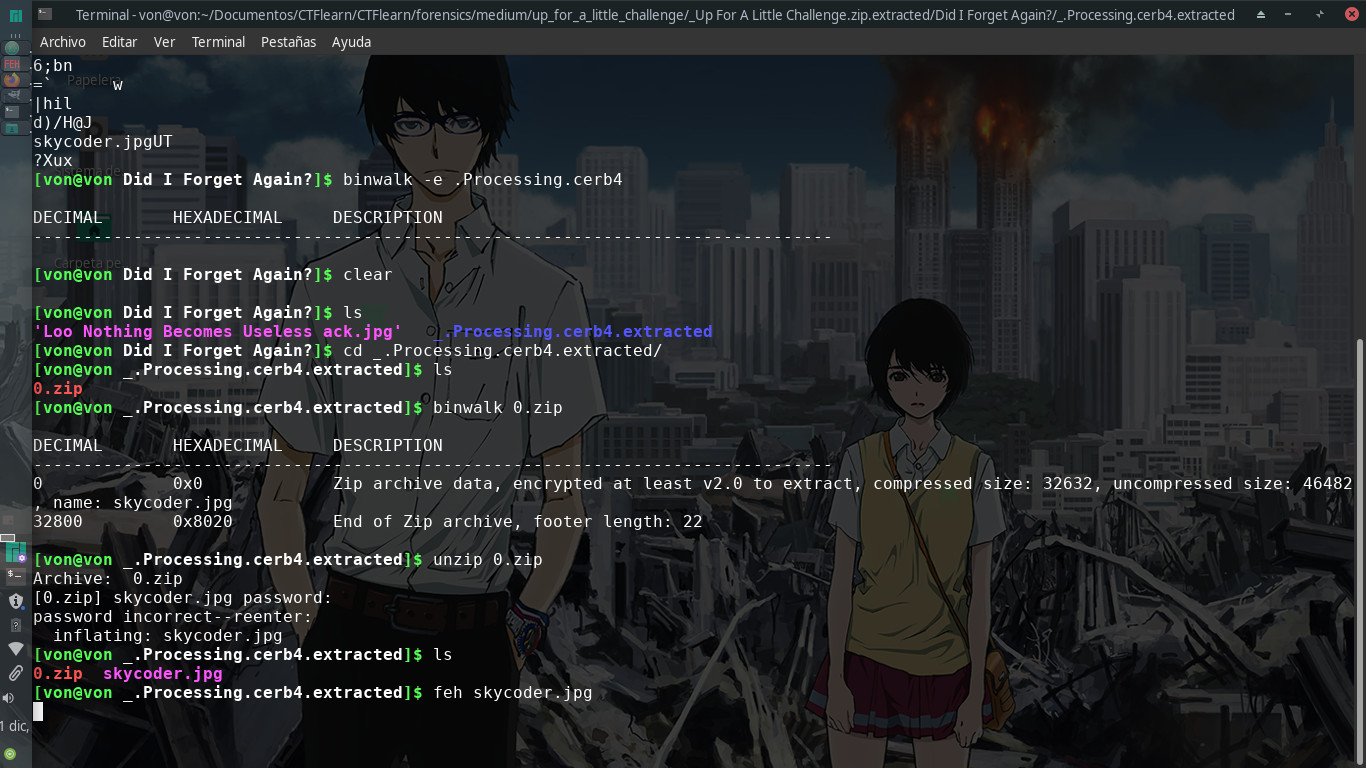 Terminal - von@von:~/Documentos/CTFlearn/CTFlearn/forensics/medium/up_for_a_little_challenge/_Up For A Little Challenge.zip.extracted/Did I Forget Again?/_.Processing.cerb4.extracted
Archivo Editar Ver Terminal Pestañas Ayuda
6;bn
=` w
|hil
d)/H@J
skycoder.jpgUT
?Xux
[von@von Did I Forget Again?]$ binwalk -e .Processing.cerb4
DECIMAL HEXADECIMAL DESCRIPTION
--------------------------------------------------------------------------------
[von@von Did I Forget Again?]$ clear
[von@von Did I Forget Again?]$ ls
'Loo Nothing Becomes Useless ack.jpg' _.Processing.cerb4.extracted
[von@von Did I Forget Again?]$ cd _.Processing.cerb4.extracted/
[von@von _.Processing.cerb4.extracted]$ ls
0.zip
[von@von _.Processing.cerb4.extracted]$ binwalk 0.zip
DECIMAL HEXADECIMAL DESCRIPTION
--------------------------------------------------------------------------------
0 0x0 Zip archive data, encrypted at least v2.0 to extract, compressed size: 32632, uncompressed size: 46482
, name: skycoder.jpg
32800 0x8020 End of Zip archive, footer length: 22
[von@von _.Processing.cerb4.extracted]$ unzip 0.zip
Archive: 0.zip
[0.zip] skycoder.jpg password:
password incorrect--reenter:
inflating: skycoder.jpg
[von@von _.Processing.cerb4.extracted]$ ls
0.zip skycoder.jpg
[von@von _.Processing.cerb4.extracted]$ feh skycoder.jpg
Papelera
Carpeta pe
1 dic,